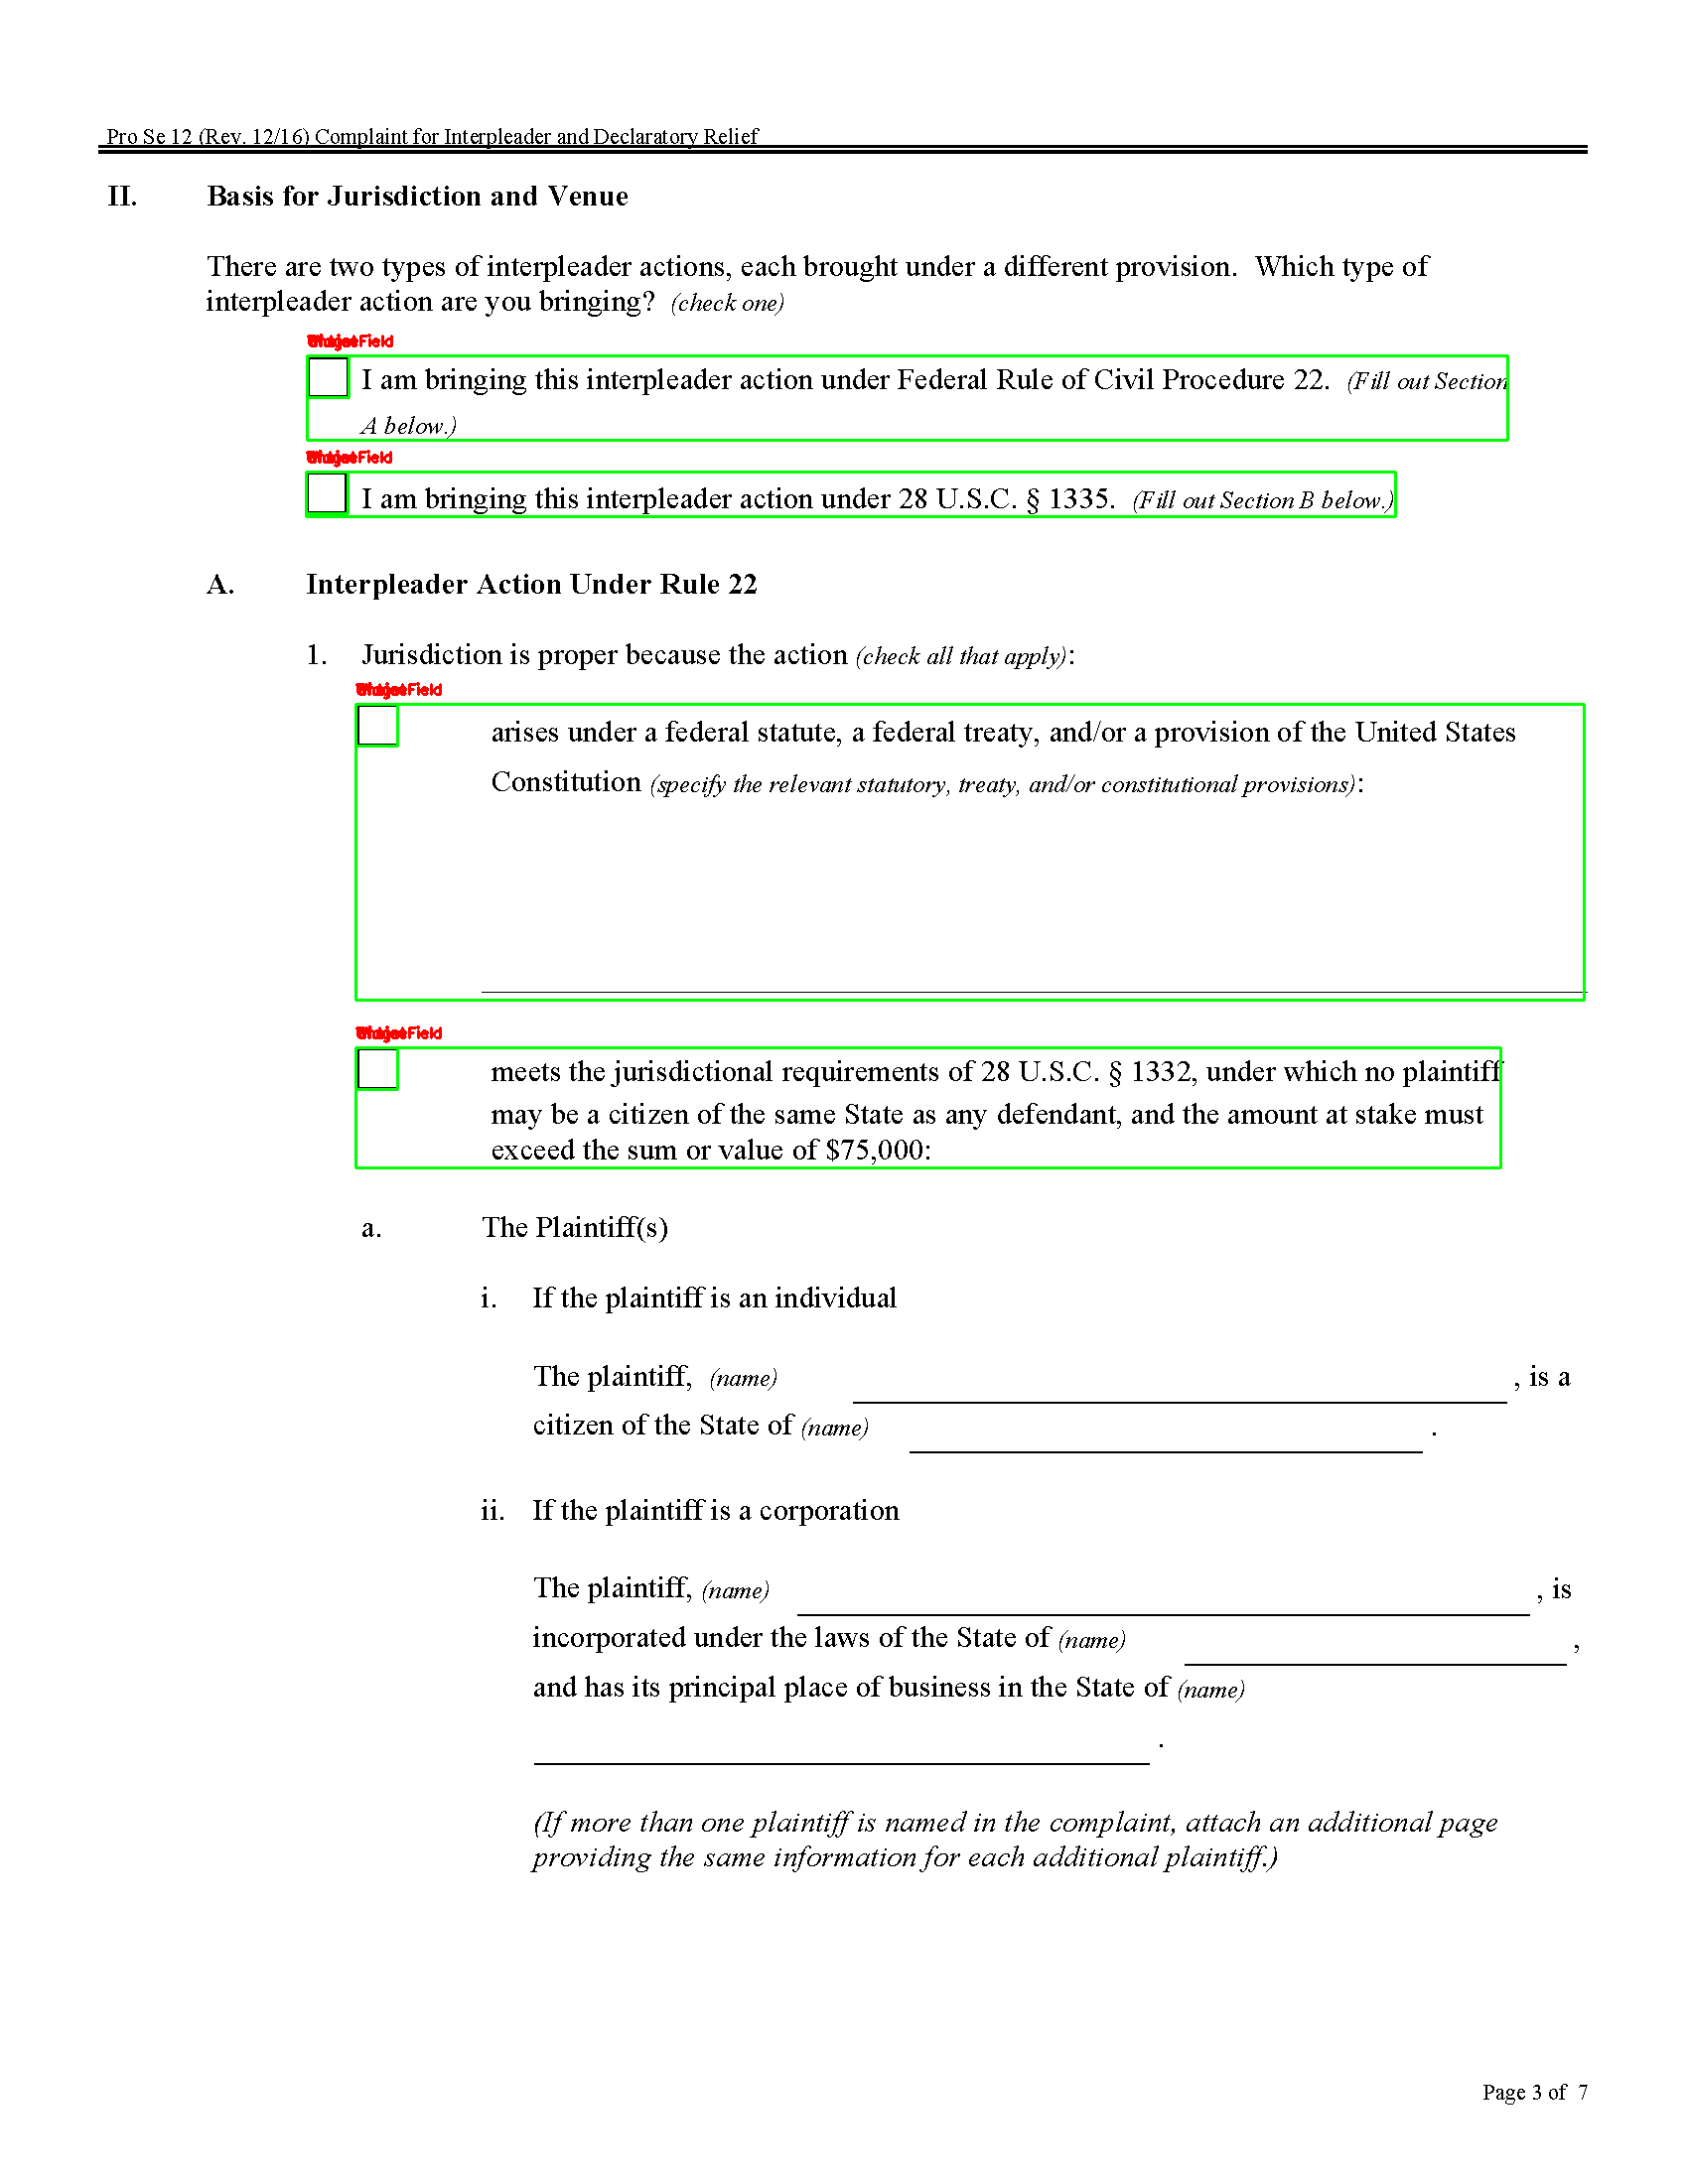 Pro Se 12 (Rev. 12/16) Complaint for Interpleader and Declaratory Relief
II. Basis for Jurisdiction and Venue
There are two types of interpleader actions, each brought under a different provision. Which type of
interpleader action are you bringing? (check one)
Field
I am bringing this interpleader action under Federal Rule of Civil Procedure 22. (Fill out Section
A below.)
Field
I am bringing this interpleader action under 28 U.S.C. § 1335. (Fill out Section B below.)
A. Interpleader Action Under Rule 22
1. Jurisdiction is proper because the action (check all that apply):
Field
arises under a federal statute, a federal treaty, and/or a provision of the United States
Constitution (specify the relevant statutory, treaty, and/or constitutional provisions):
Field
meets the jurisdictional requirements of 28 U.S.C. § 1332, under which no plaintiff
may be a citizen of the same State as any defendant, and the amount at stake must
exceed the sum or value of $75,000:
a. The Plaintiff(s)
i. If the plaintiff is an individual
The plaintiff, (name) , is a
citizen of the State of (name) .
ii. If the plaintiff is a corporation
The plaintiff, (name) , is
incorporated under the laws of the State of (name) ,
and has its principal place of business in the State of (name)
.
(If more than one plaintiff is named in the complaint, attach an additional page
providing the same information for each additional plaintiff.)
Page 3 of 7